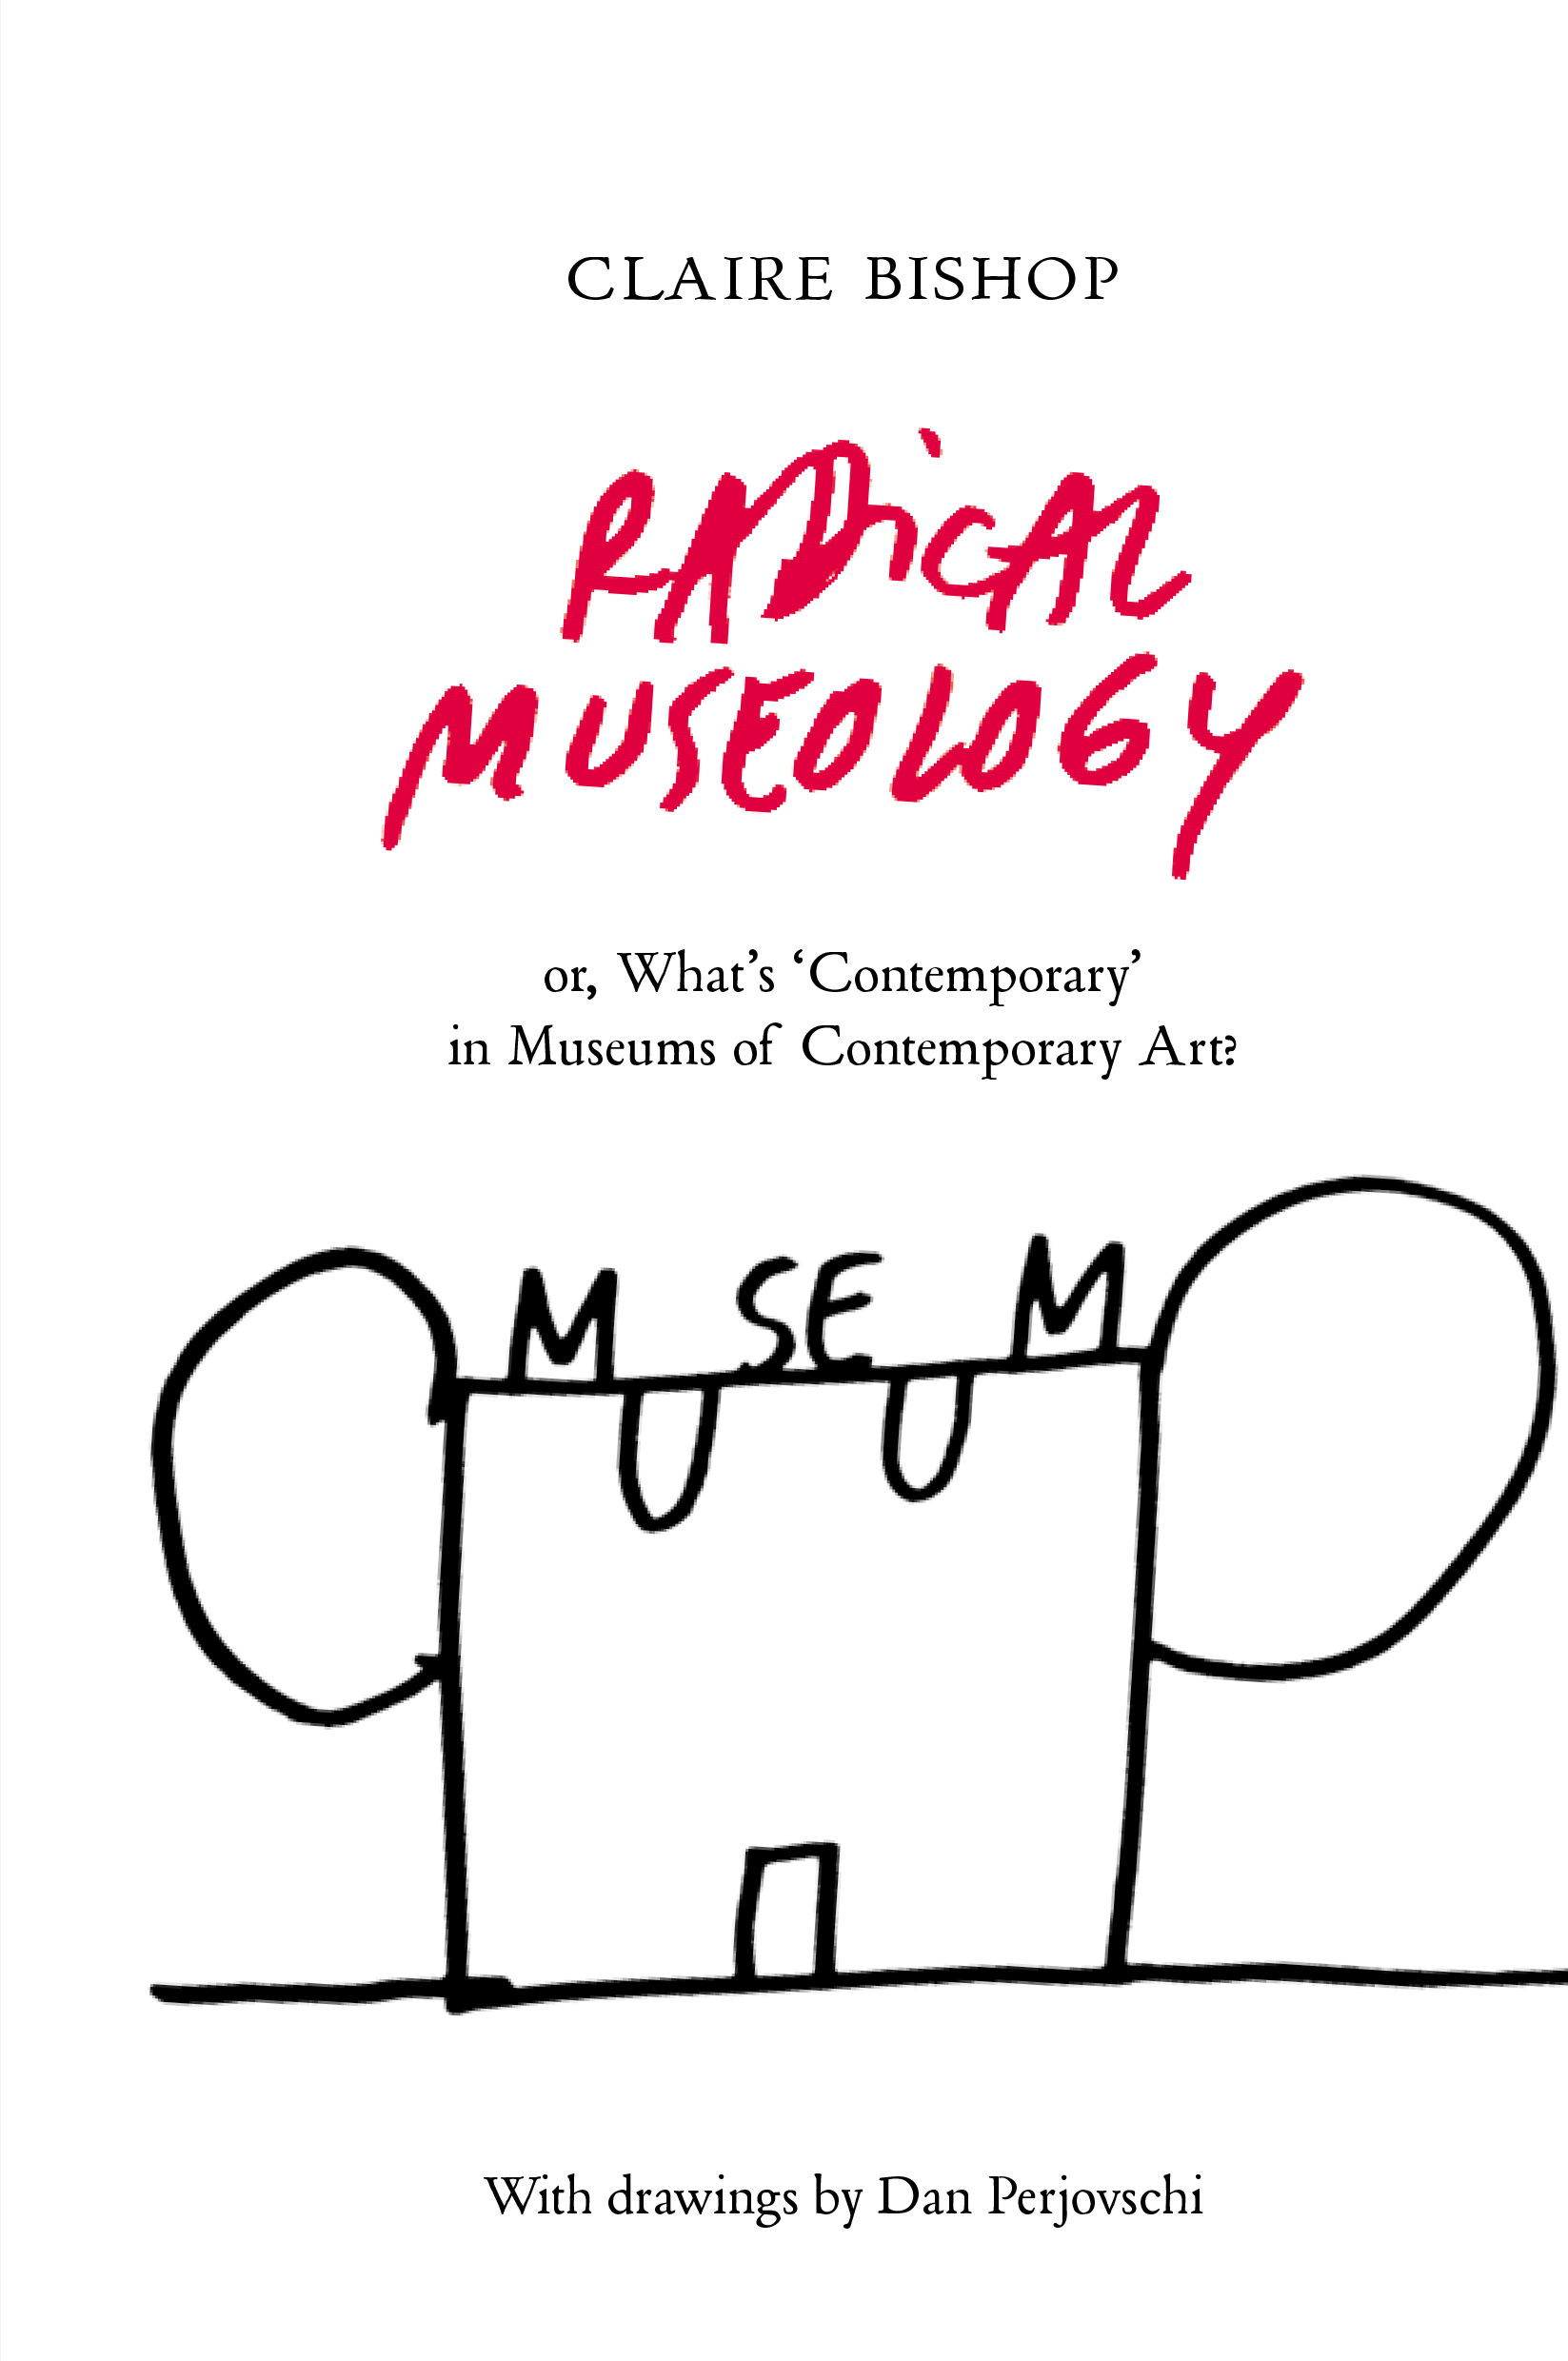 CLAIRE BISHOP
RADiCAL
MUSEOLOGY
or, What’s ‘Contemporary’
in Museums of Contemporary Art?
MUSEUM
With drawings by Dan Perjovschi